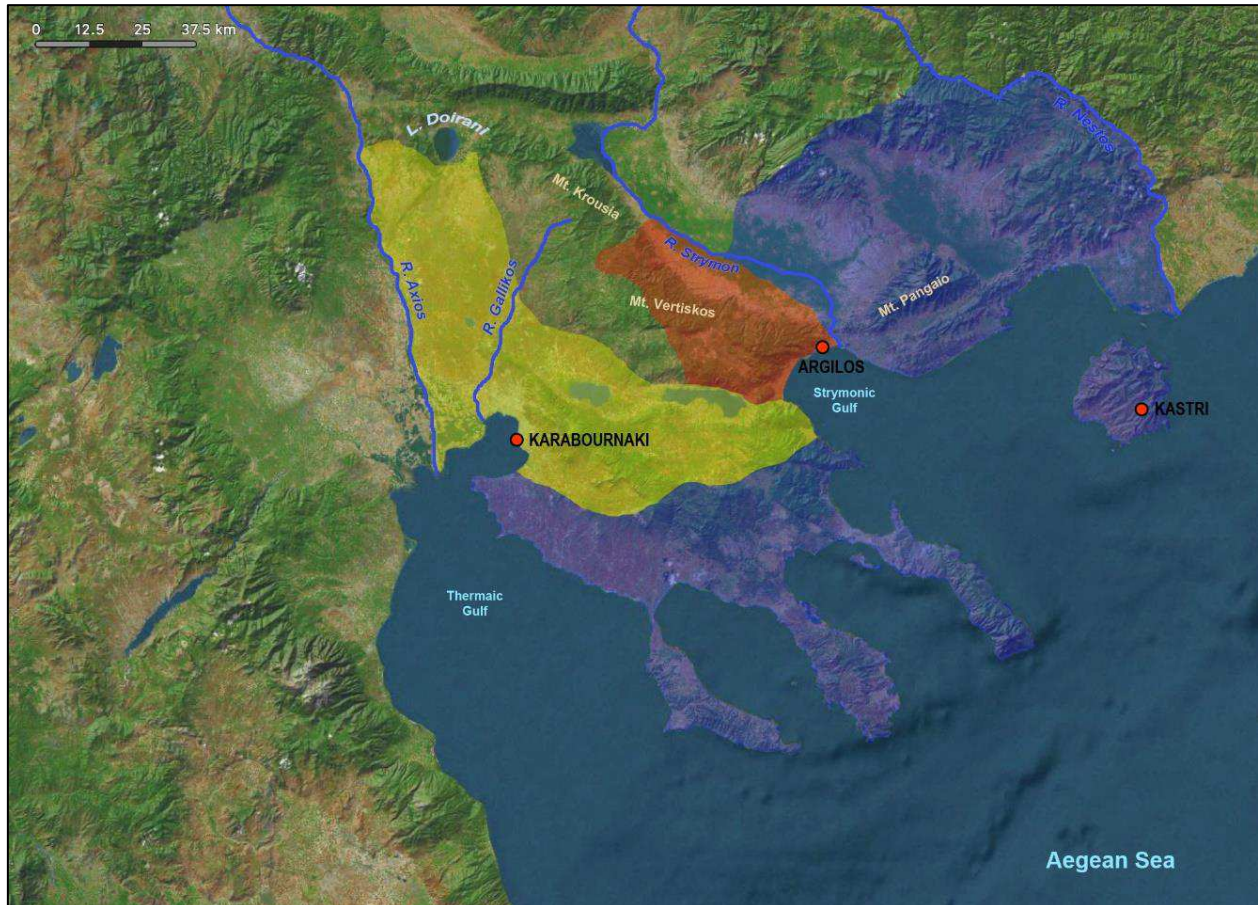 0 12.5 25 37.5 km
L. Doirani
R. Nestos
Mt. Krousia
R. Strymon
R. Axios
R. Gallikos
Mt. Vertiskos
Mt. Pangaio
ARGILOS
Strymonic
Gulf
KASTRI
KARABOURNAKI
Thermaic
Gulf
Aegean Sea